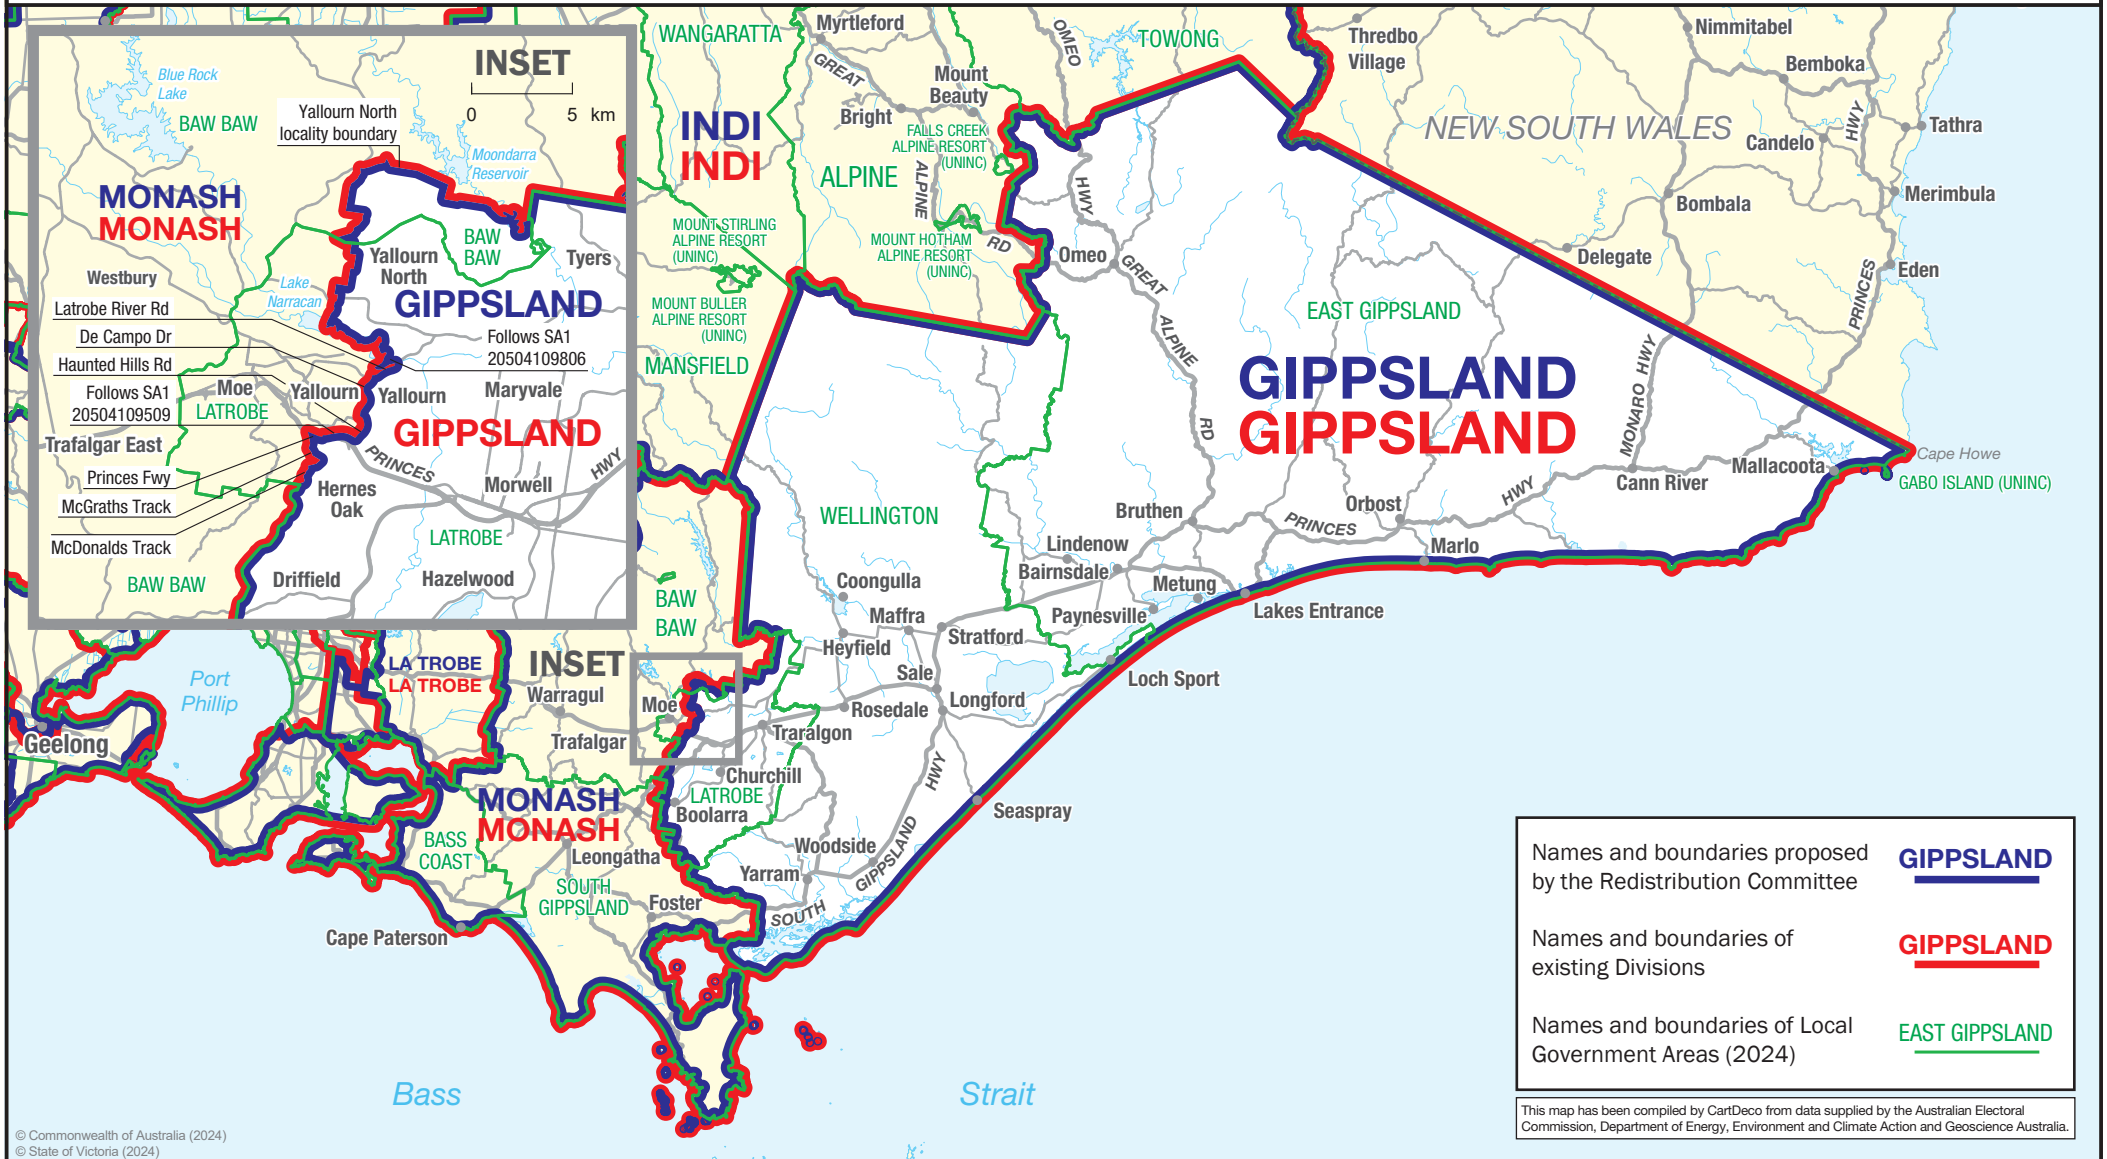 INSET
0 5 km
Blue Rock
Lake
BAW BAW
Yallourn North
locality boundary
Moondarra
Reservoir
MONASH
MONASH
Westbury
Lake
Narracan
Yallourn
North
BAW
BAW
Tyers
GIPPSLAND
Latrobe River Rd
De Campo Dr
Haunted Hills Rd
Follows SA1
20504109509
Follows SA1
20504109806
Moe
LATROBE
Yallourn
Yallourn
Maryvale
GIPPSLAND
Trafalgar East
Princes Fwy
McGraths Track
McDonalds Track
PRINCES
HWY
Hernes
Oak
Morwell
LATROBE
BAW BAW
Driffield
Hazelwood
WANGARATTA
Myrtleford
GREAT
Mount
Beauty
Bright
OMEO
TOWONG
Thredbo
Village
Nimmitabel
Bemboka
HWY
Tathra
Candelo
NEW SOUTH WALES
Merimbula
Bombala
Delegate
Eden
PRINCES
INDI
INDI
FALLS CREEK
ALPINE RESORT
(UNINC)
ALPINE
ALPINE
HWY
MOUNT STIRLING
ALPINE RESORT
(UNINC)
MOUNT HOTHAM
ALPINE RESORT
(UNINC)
RD
Omeo
GREAT
ALPINE
RD
MOUNT BULLER
ALPINE RESORT
(UNINC)
MANSFIELD
EAST GIPPSLAND
GIPPSLAND
GIPPSLAND
MONARO HWY
Cape Howe
Mallacoota
GABO ISLAND (UNINC)
Cann River
HWY
Orbost
PRINCES
Bruthen
WELLINGTON
Lindenow
Bairnsdale
Marlo
Metung
Coongulla
Lakes Entrance
Paynesville
Maffra
Stratford
Heyfield
BAW
BAW
Loch Sport
Sale
Longford
Rosedale
Port
Phillip
LA TROBE
LA TROBE
INSET
Warragul
Moe
Trafalgar
Traralgon
Geelong
Churchill
LATROBE
Boolarra
HWY
Seaspray
MONASH
MONASH
BASS
COAST
Leongatha
Woodside
GIPPSLAND
Yarram
SOUTH
SOUTH
GIPPSLAND
Foster
Cape Paterson
Bass
Strait
Names and boundaries proposed
by the Redistribution Committee
GIPPSLAND
Names and boundaries of
existing Divisions
GIPPSLAND
Names and boundaries of Local
Government Areas (2024)
EAST GIPPSLAND
This map has been compiled by CartDeco from data supplied by the Australian Electoral
Commission, Department of Energy, Environment and Climate Action and Geoscience Australia.
© Commonwealth of Australia (2024)
© State of Victoria (2024)